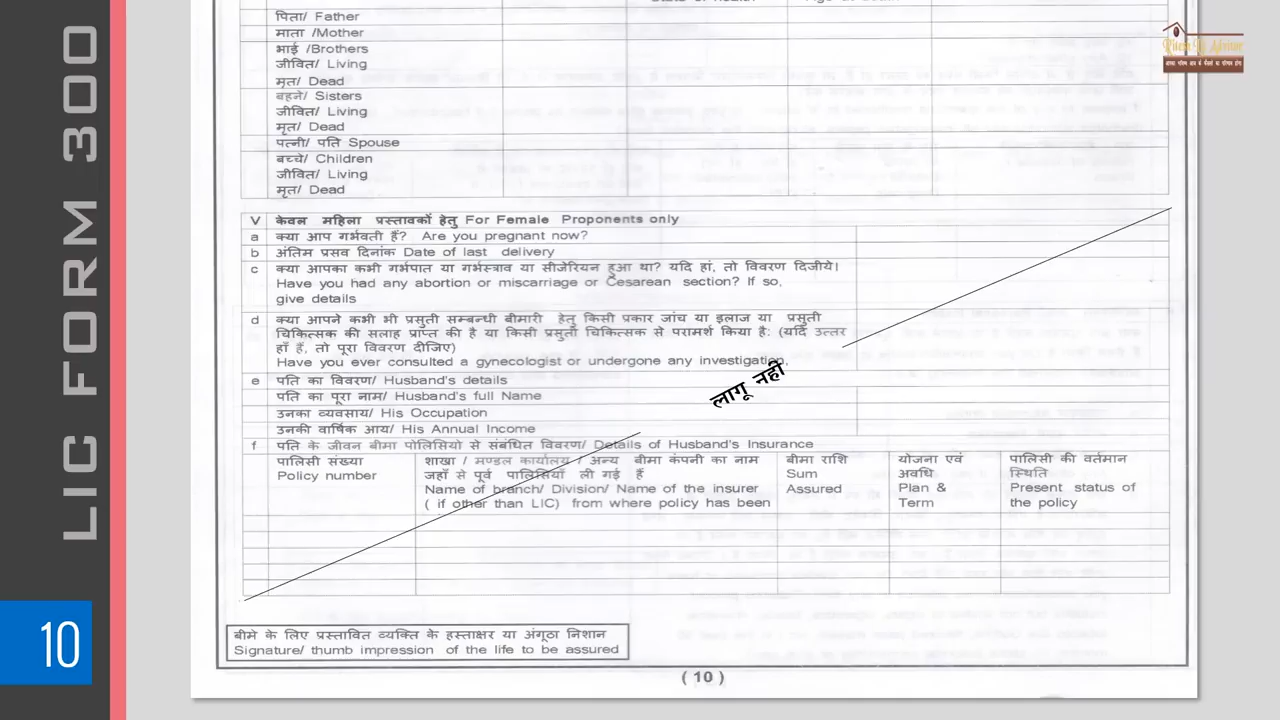 पिता/ Father
माता /Mother
भाई /Brothers
जीवित/ Living
मृत/ Dead
बहने/ Sisters
जीवित/ Living
मृत/ Dead
पत्नी/ पति Spouse
बच्चे/ Children
जीवित/ Living
मृत/ Dead
V केवल महिला प्रस्तावकों हेतु For Female Proponents only
a क्या आप गर्भवती हैं? Are you pregnant now?
b अंतिम प्रसव दिनांक Date of last delivery
c क्या आपका कभी गर्भपात या गर्भस्त्राव या सीजेरियन हुआ था? यदि हां, तो विवरण दिजीये।
Have you had any abortion or miscarriage or Cesarean section? If so,
give details
d क्या आपने कभी भी प्रसुती सम्बन्धी बीमारी हेतु किसी प्रकार जांच या इलाज या प्रसुती
चिकित्सक की सलाह प्राप्त की है या किसी प्रसुती चिकित्सक से परामर्श किया है: (यदि उत्तर
हाँ हैं, तो पूरा विवरण दीजिए)
Have you ever consulted a gynecologist or undergone any investigation,
लागू नही
e पति का विवरण/ Husband's details
पति का पूरा नाम/ Husband's full Name
उनका व्यवसाय/ His Occupation
उनकी वार्षिक आय/ His Annual Income
f पति के जीवन बीमा पोलिसियो से संबंधित विवरण/ Details of Husband's Insurance
पालिसी संख्या
Policy number
शाखा / मण्डल कार्यालय / अन्य बीमा कंपनी का नाम
जहाँ से पूर्व पालिसियाँ ली गई हैं
Name of branch/ Division/ Name of the insurer
( if other than LIC) from where policy has been
बीमा राशि
Sum
Assured
योजना एवं
अवधि
Plan &
Term
पालिसी की वर्तमान
स्थिति
Present status of
the policy
बीमे के लिए प्रस्तावित व्यक्ति के हस्ताक्षर या अंगूठा निशान
Signature/ thumb impression of the life to be assured
( 10 )
LIC FORM 300
10